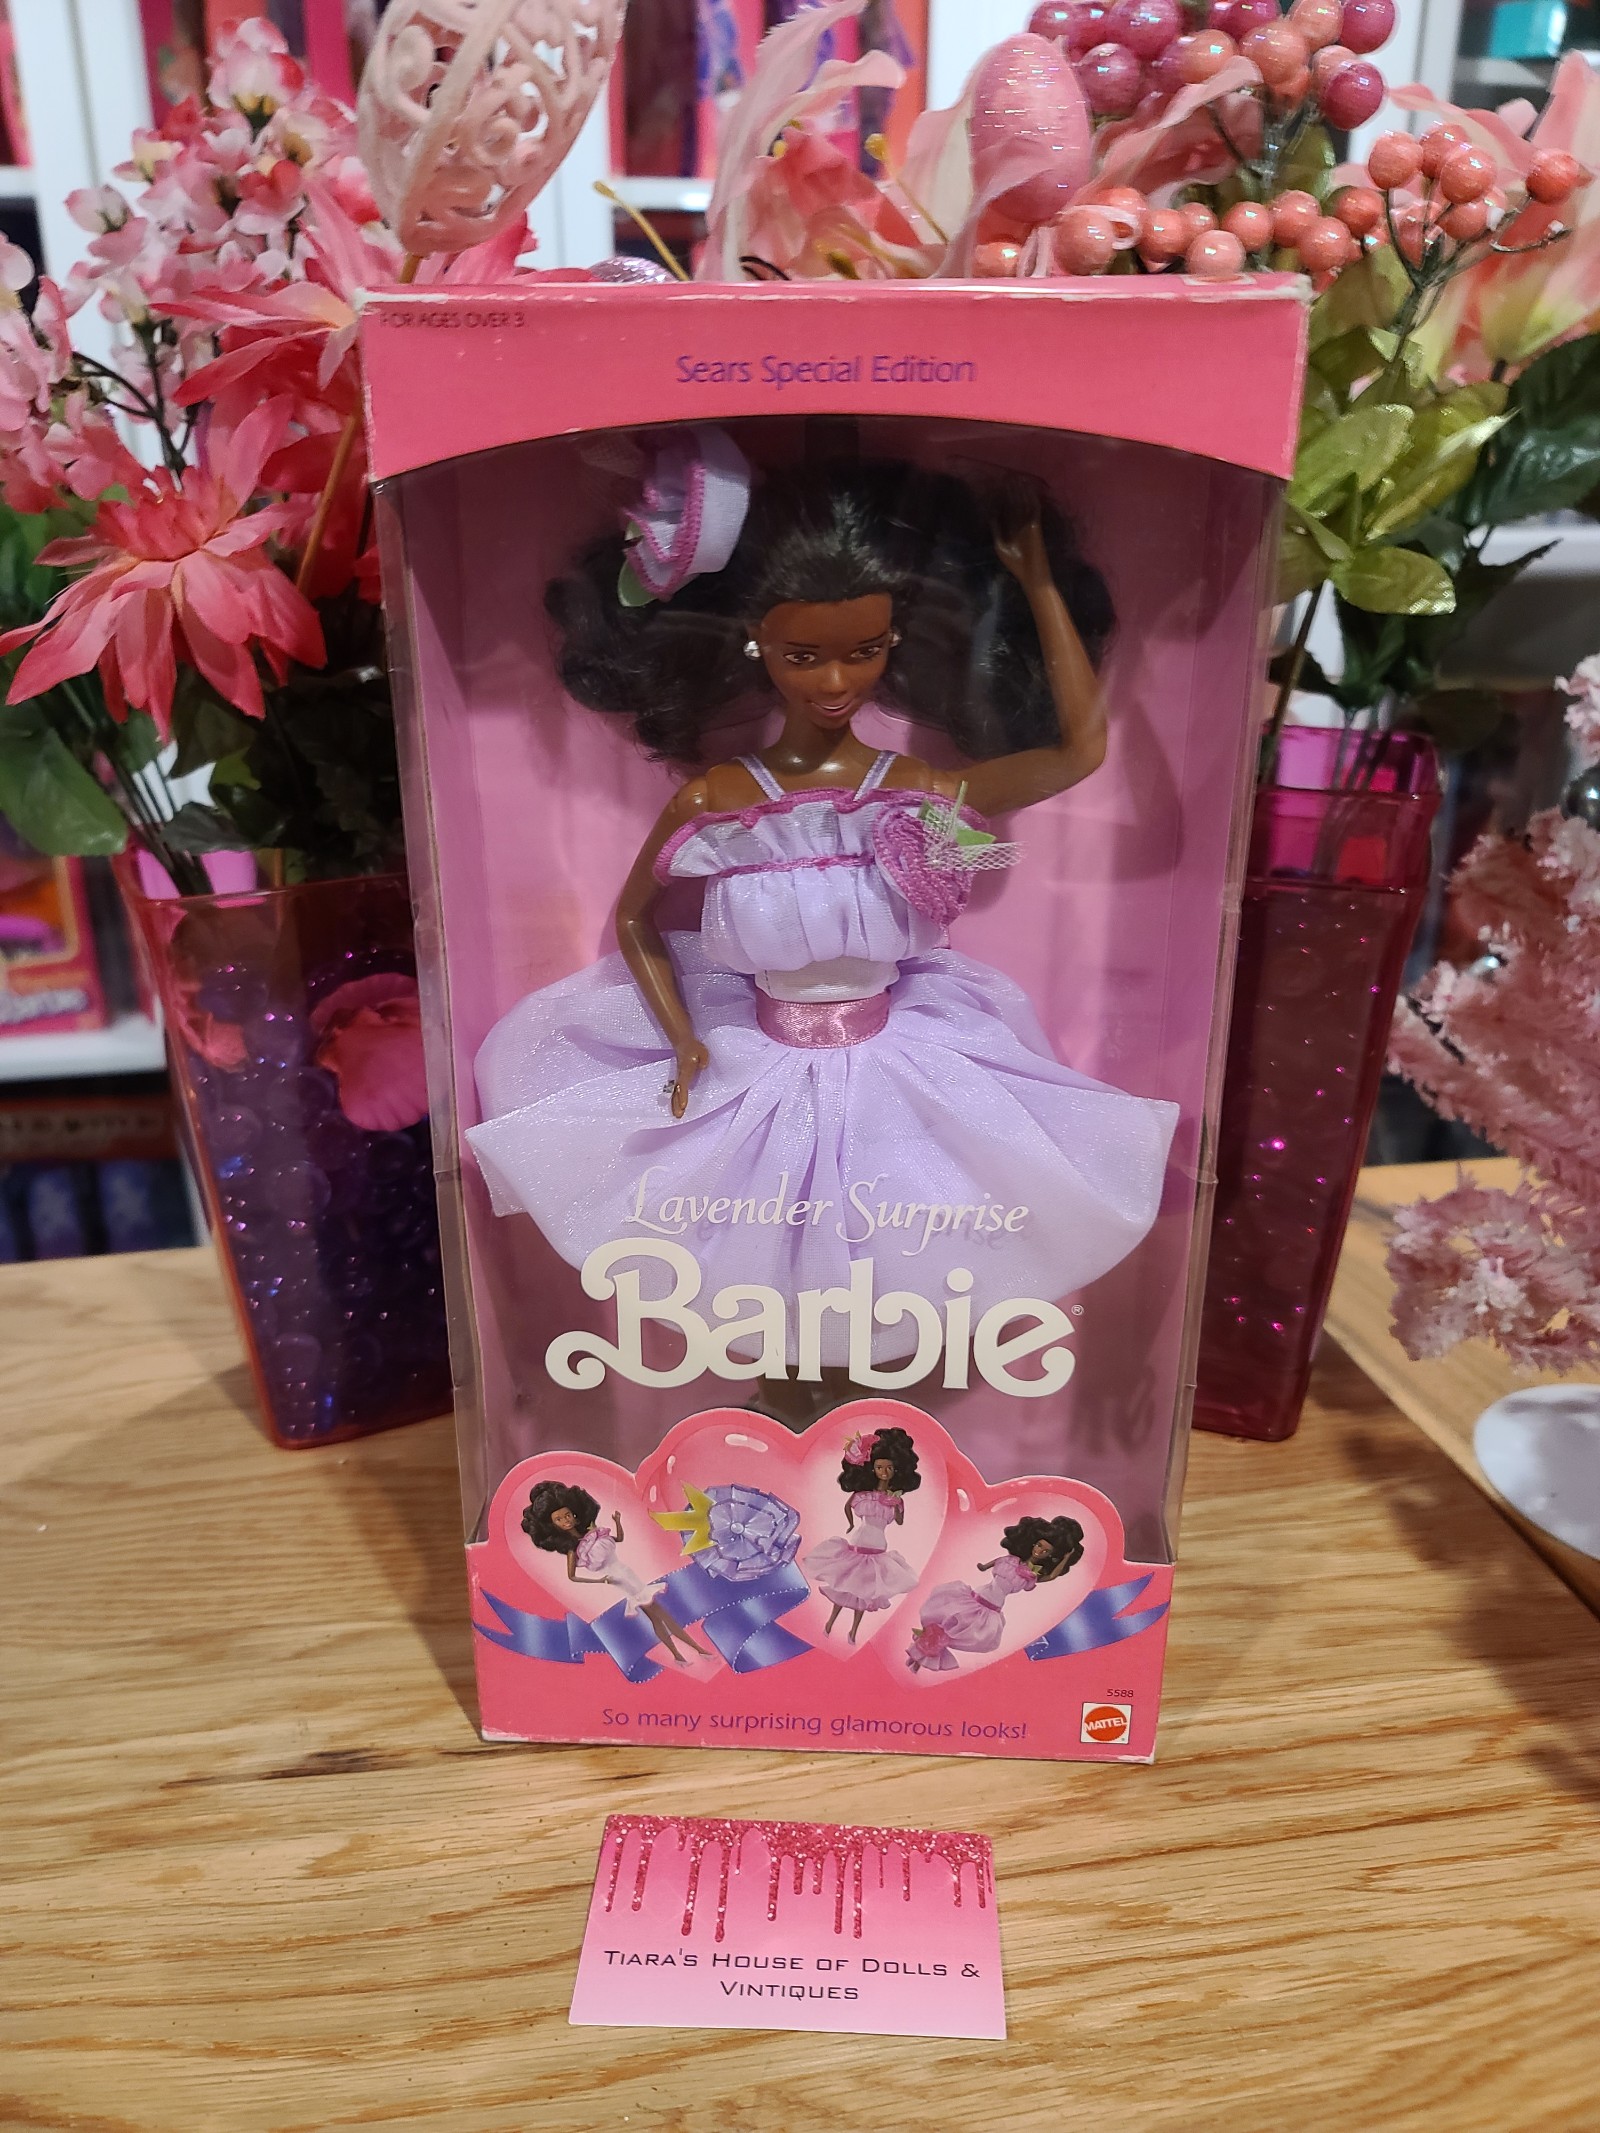 FOR AGES OVER 3
Sears Special Edition
Lavender Surprise
Barbie®
So many surprising glamorous looks!
5588
MATTEL
TIARA'S HOUSE OF DOLLS &
VINTIQUES